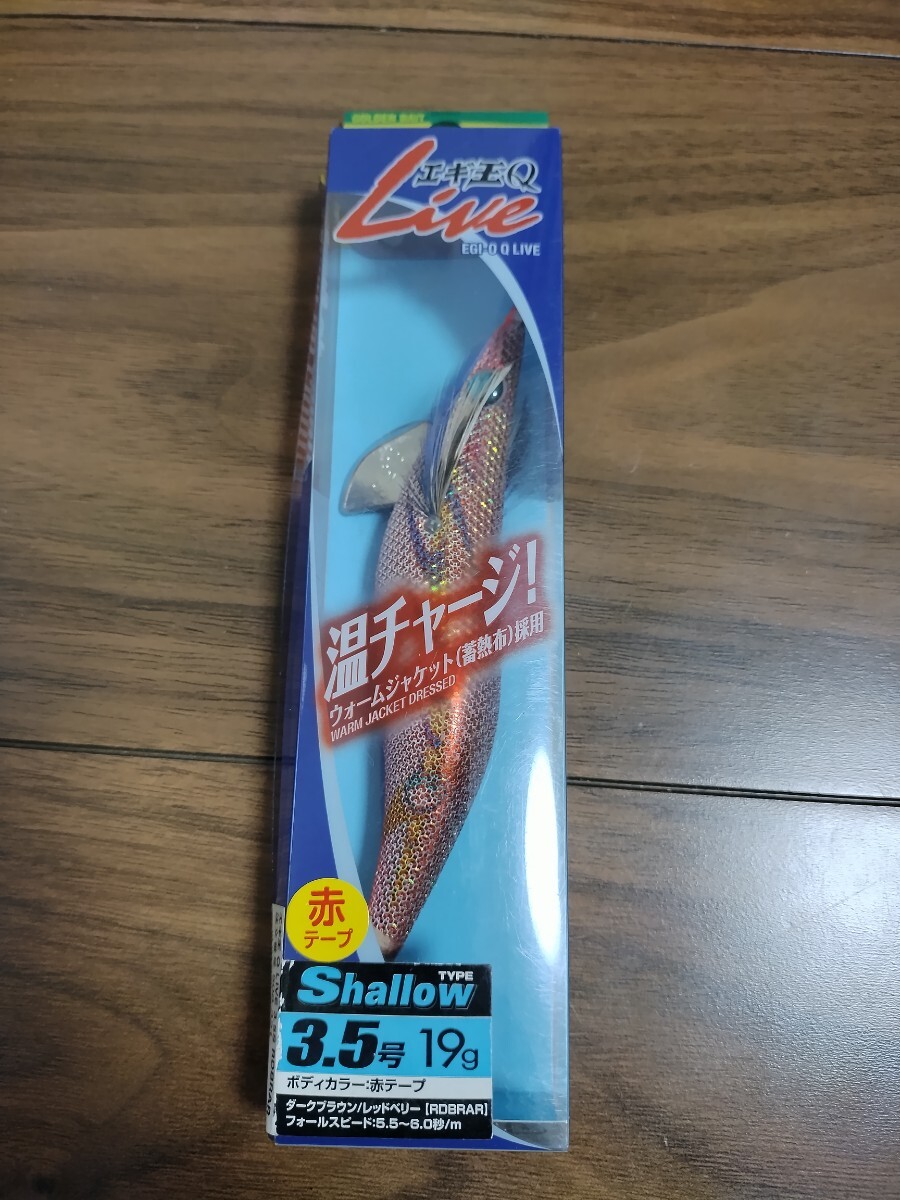 GOLDEN BAIT
エギ王Q
Live
EGI-O Q LIVE
温チャージ!
ウォームジャケット(蓄熱布)採用
WARM JACKET DRESSED
赤
テープ
Shallow TYPE
3.5号 19g
ボディカラー:赤テープ
ダークブラウン/レッドベリー[RDBRAR]
フォールスピード:5.5～6.0秒/m